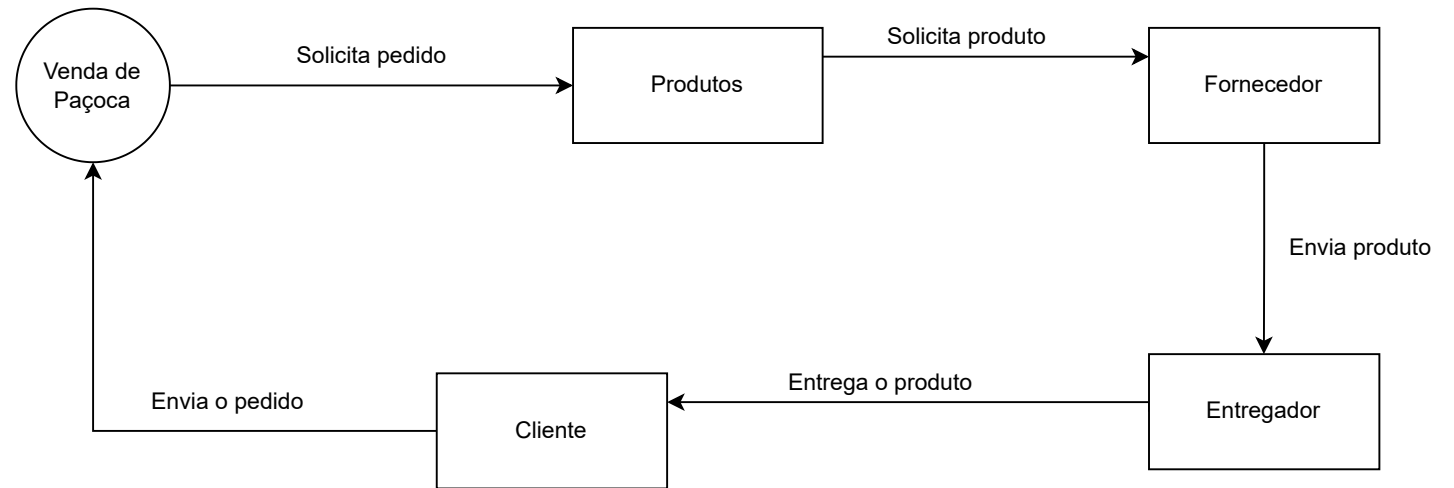 Venda de
Paçoca
Solicita pedido
Produtos
Solicita produto
Fornecedor
Envia produto
Entregador
Entrega o produto
Cliente
Envia o pedido